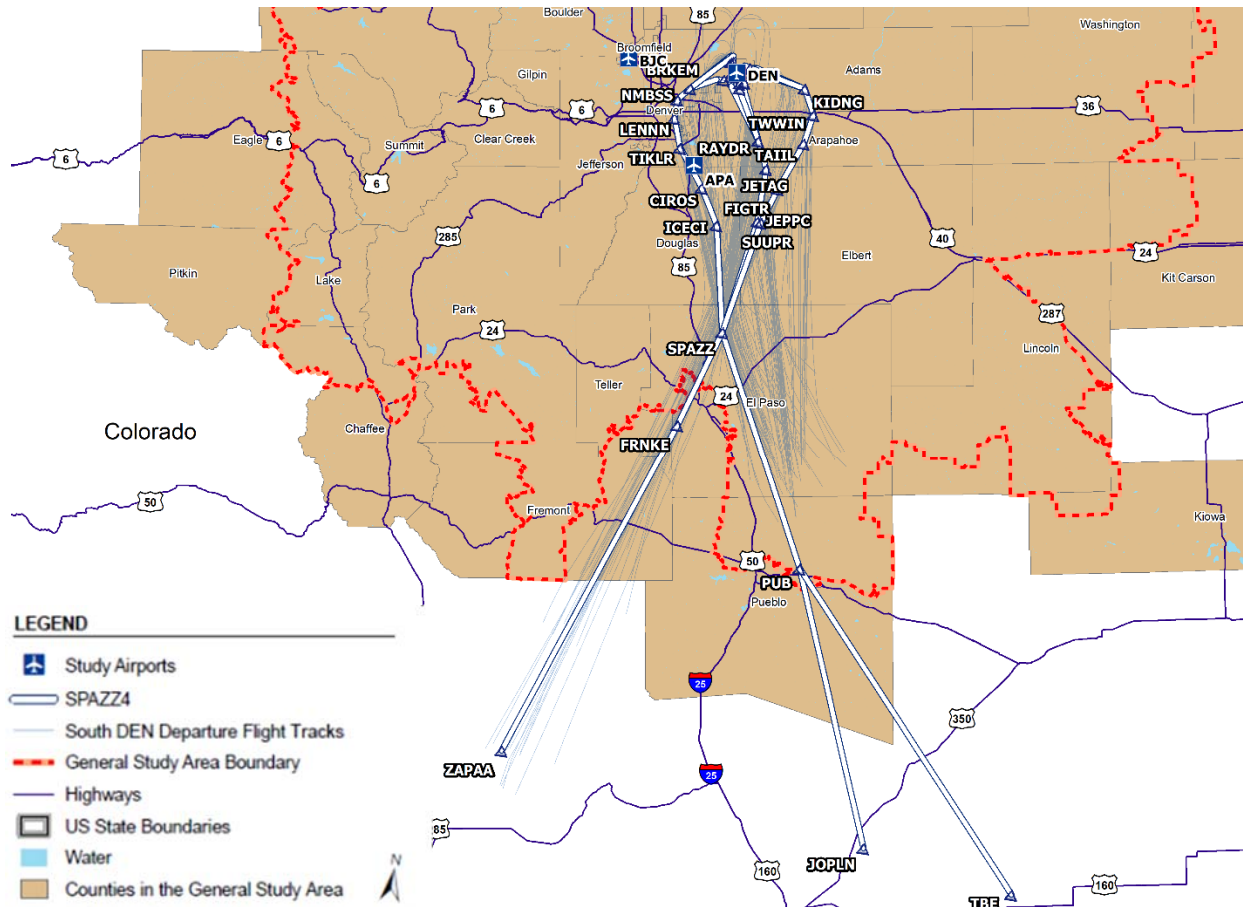 Boulder
85
Washington
Broomfield
BJC
BRKEM
DEN
Gilpin
Adams
NMBSS
KIDNG
6
6
Denver
36
LENNN
TWWIN
6
Eagle
6
Summit
Clear Creek
RAYDR
Arapahoe
TIKLR
TAIIL
Jefferson
6
APA
JETAG
CIROS
FIGTR
JEPPC
ICECI
SUUPR
285
Douglas
40
Elbert
24
85
Pitkin
Lake
Kit Carson
Park
287
24
SPAZZ
Lincoln
Teller
24
El Paso
Colorado
Chaffee
FRNKE
50
Fremont
Kiowa
50
PUB
Pueblo
LEGEND
Study Airports
25
SPAZZ4
350
South DEN Departure Flight Tracks
General Study Area Boundary
ZAPAA
25
Highways
US State Boundaries
85
Water
N
JOPLN
160
160
Counties in the General Study Area
TBE